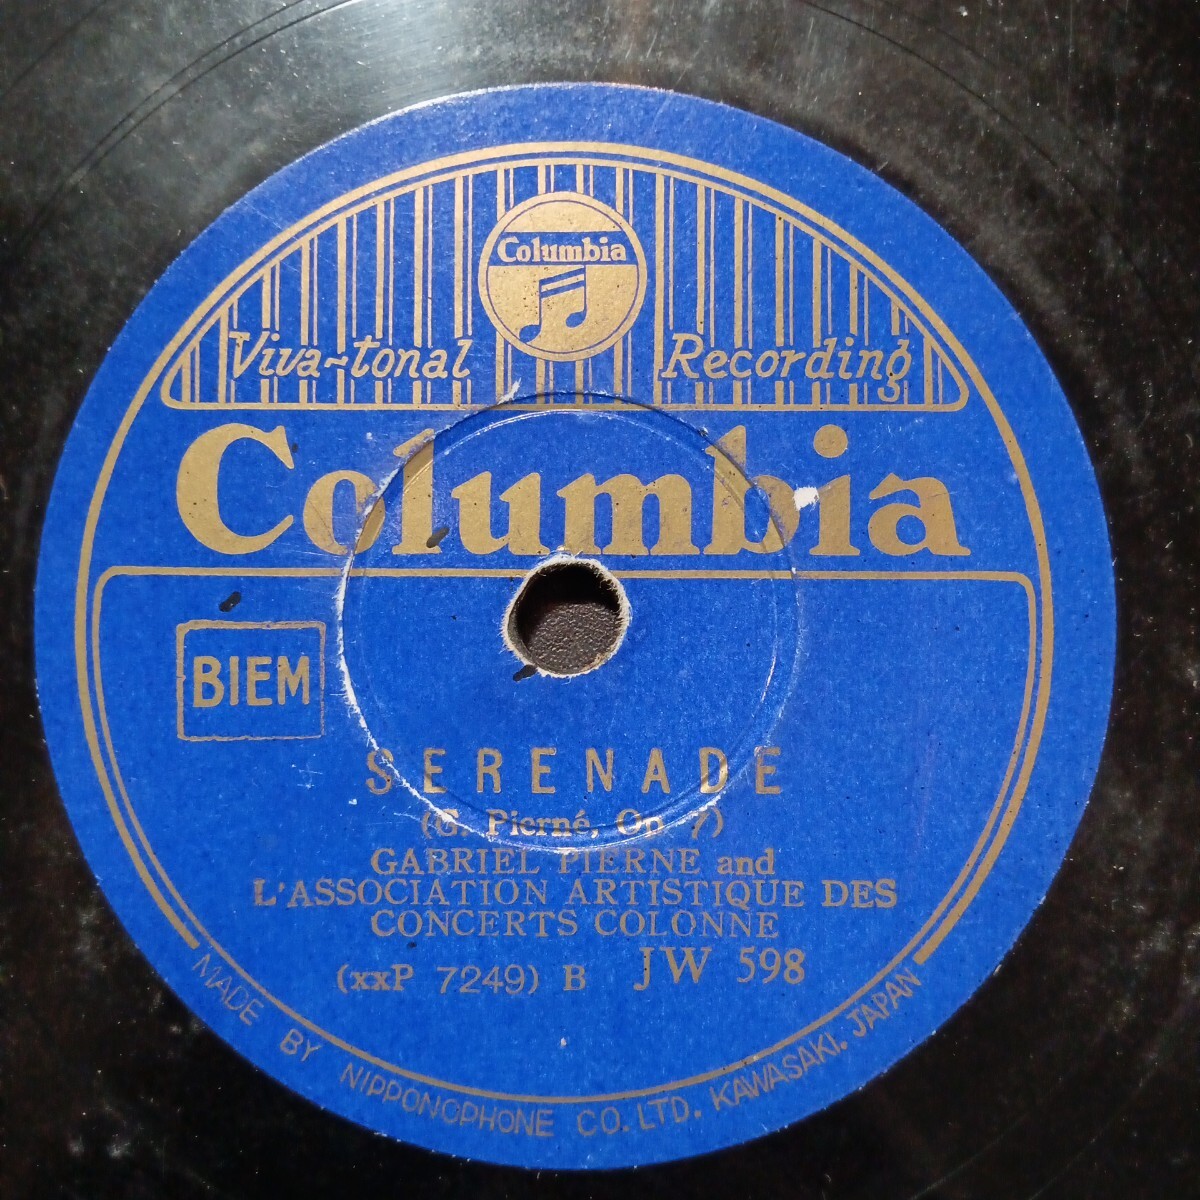 Columbia
Viva-tonal Recording
Columbia
BIEM
SERENADE
(G. Pierné, Op. 7)
GABRIEL PIERNE and
L'ASSOCIATION ARTISTIQUE DES
CONCERTS COLONNE
(xxP 7249) B JW 598
MADE BY NIPPONOPHONE CO. LTD. KAWASAKI. JAPAN